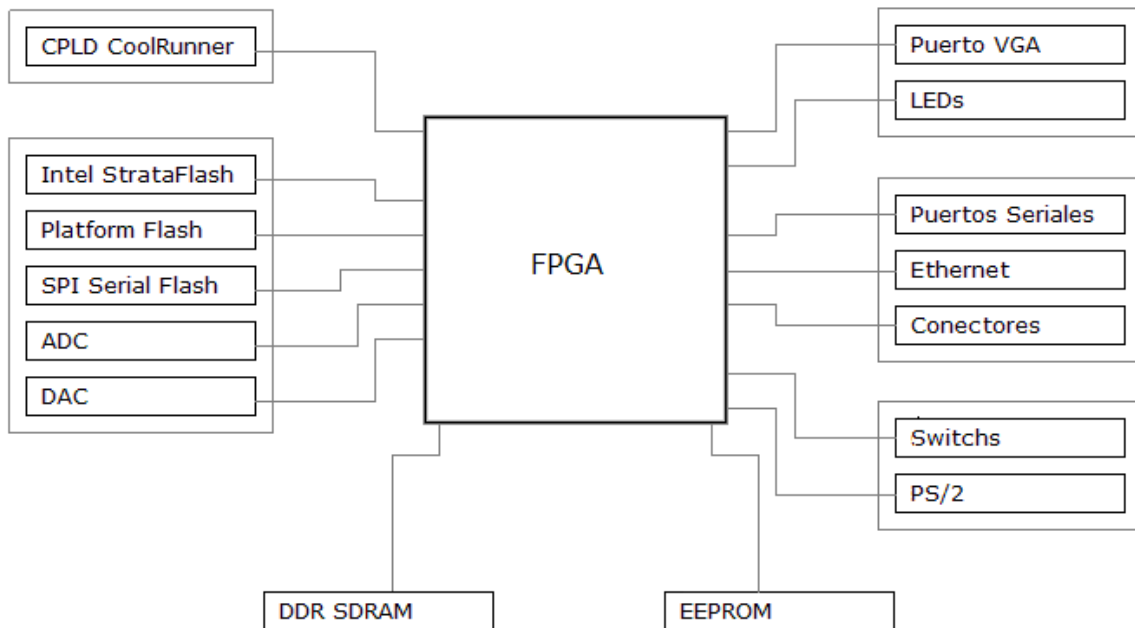 CPLD CoolRunner
Intel StrataFlash
Platform Flash
SPI Serial Flash
ADC
DAC
FPGA
Puerto VGA
LEDs
Puertos Seriales
Ethernet
Conectores
Switchs
PS/2
DDR SDRAM
EEPROM